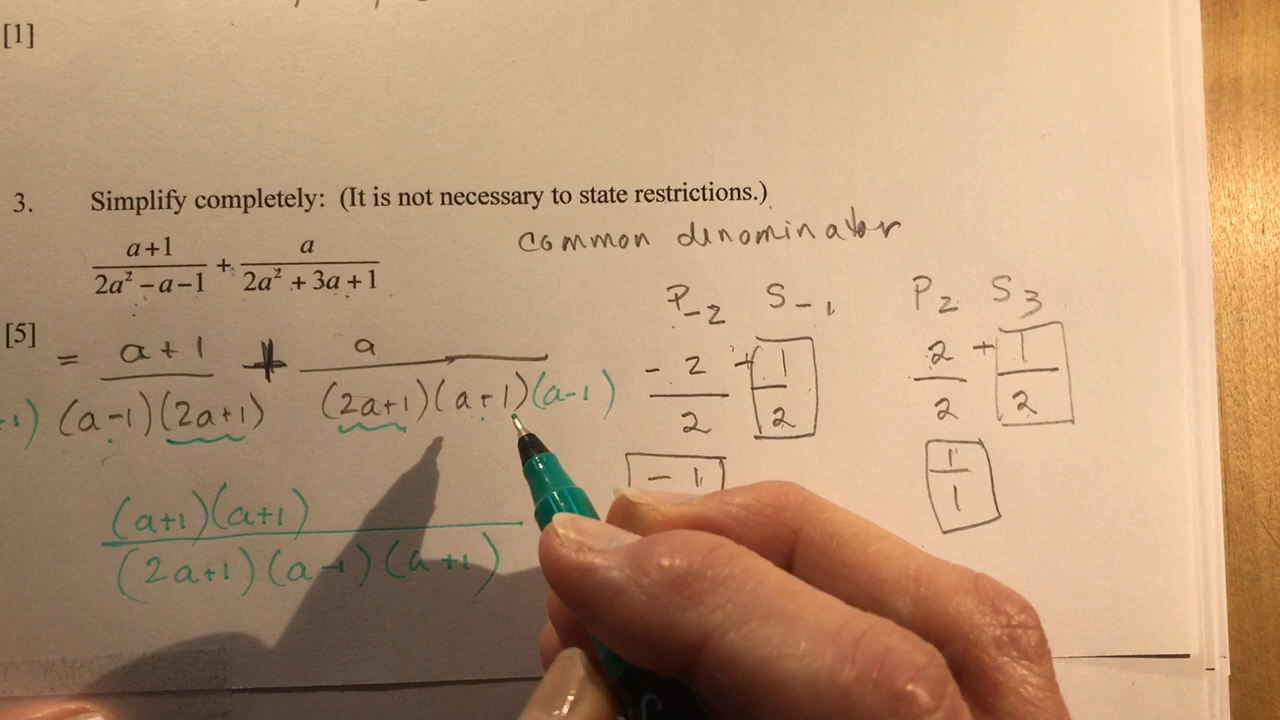 [1]
3. Simplify completely: (It is not necessary to state restrictions.)
common denominator
a+1 / 2a² − a − 1 + a / 2a² + 3a + 1
P−2 S−1 P2 S3
[5]
= a + 1 / (a − 1)(2a+1) + a / (2a+1)(a+1)(a−1)
−2/2 + 1/2 2/2 + 1/2
−1 1/1
(a+1)(a+1) / (2a+1)(a−1)(a+1)